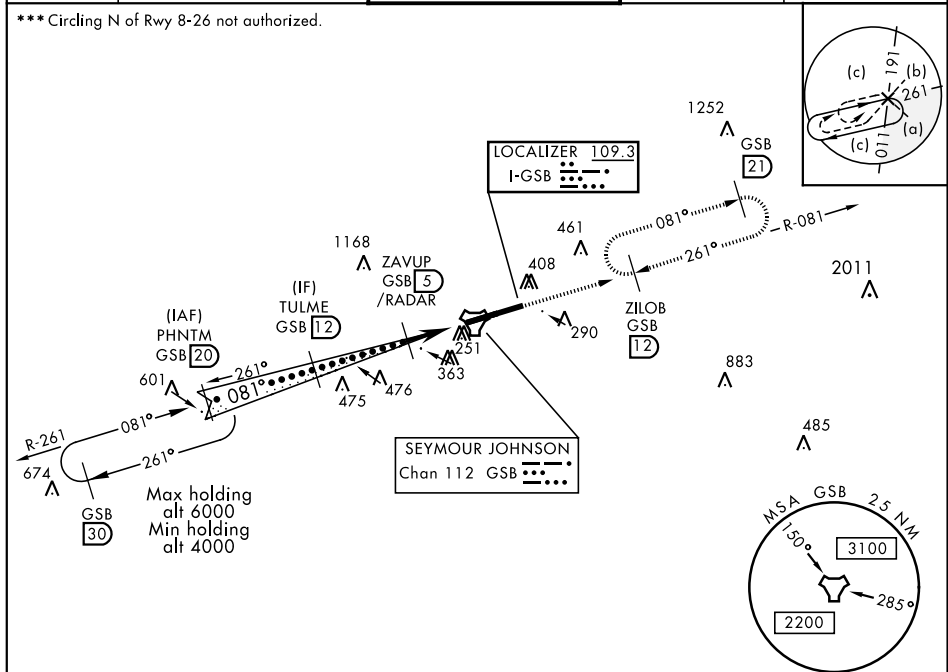 *** Circling N of Rwy 8-26 not authorized.
(c)
191
(b)
261
(a)
(c)
011
1252
GSB
21
LOCALIZER 109.3
I-GSB
081°
R-081
261°
461
1168
ZAVUP
GSB 5
/RADAR
408
2011
(IF)
TULME
GSB 12
ZILOB
GSB
12
290
(IAF)
PHNTM
GSB 20
251
363
601
261°
081°
475
476
883
081°
R-261
261°
674
485
SEYMOUR JOHNSON
Chan 112 GSB
GSB
30
Max holding
alt 6000
Min holding
alt 4000
MSA GSB 25 NM
150°
3100
285°
2200